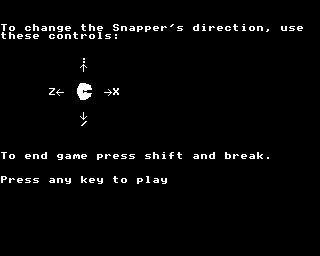 To change the Snapper's direction, use
these controls:
:
↑
Z← →X
↓
/
To end game press shift and break.
Press any key to play